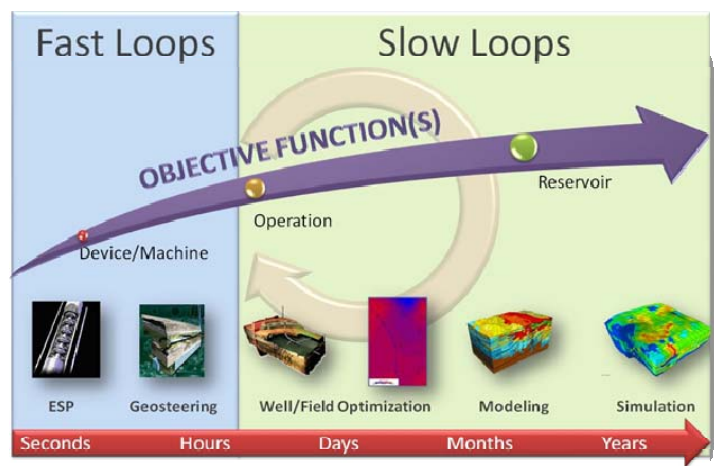 Fast Loops
Slow Loops
OBJECTIVE FUNCTION(S)
Reservoir
Operation
Device/Machine
ESP
Geosteering
Well/Field Optimization
Modeling
Simulation
Seconds
Hours
Days
Months
Years